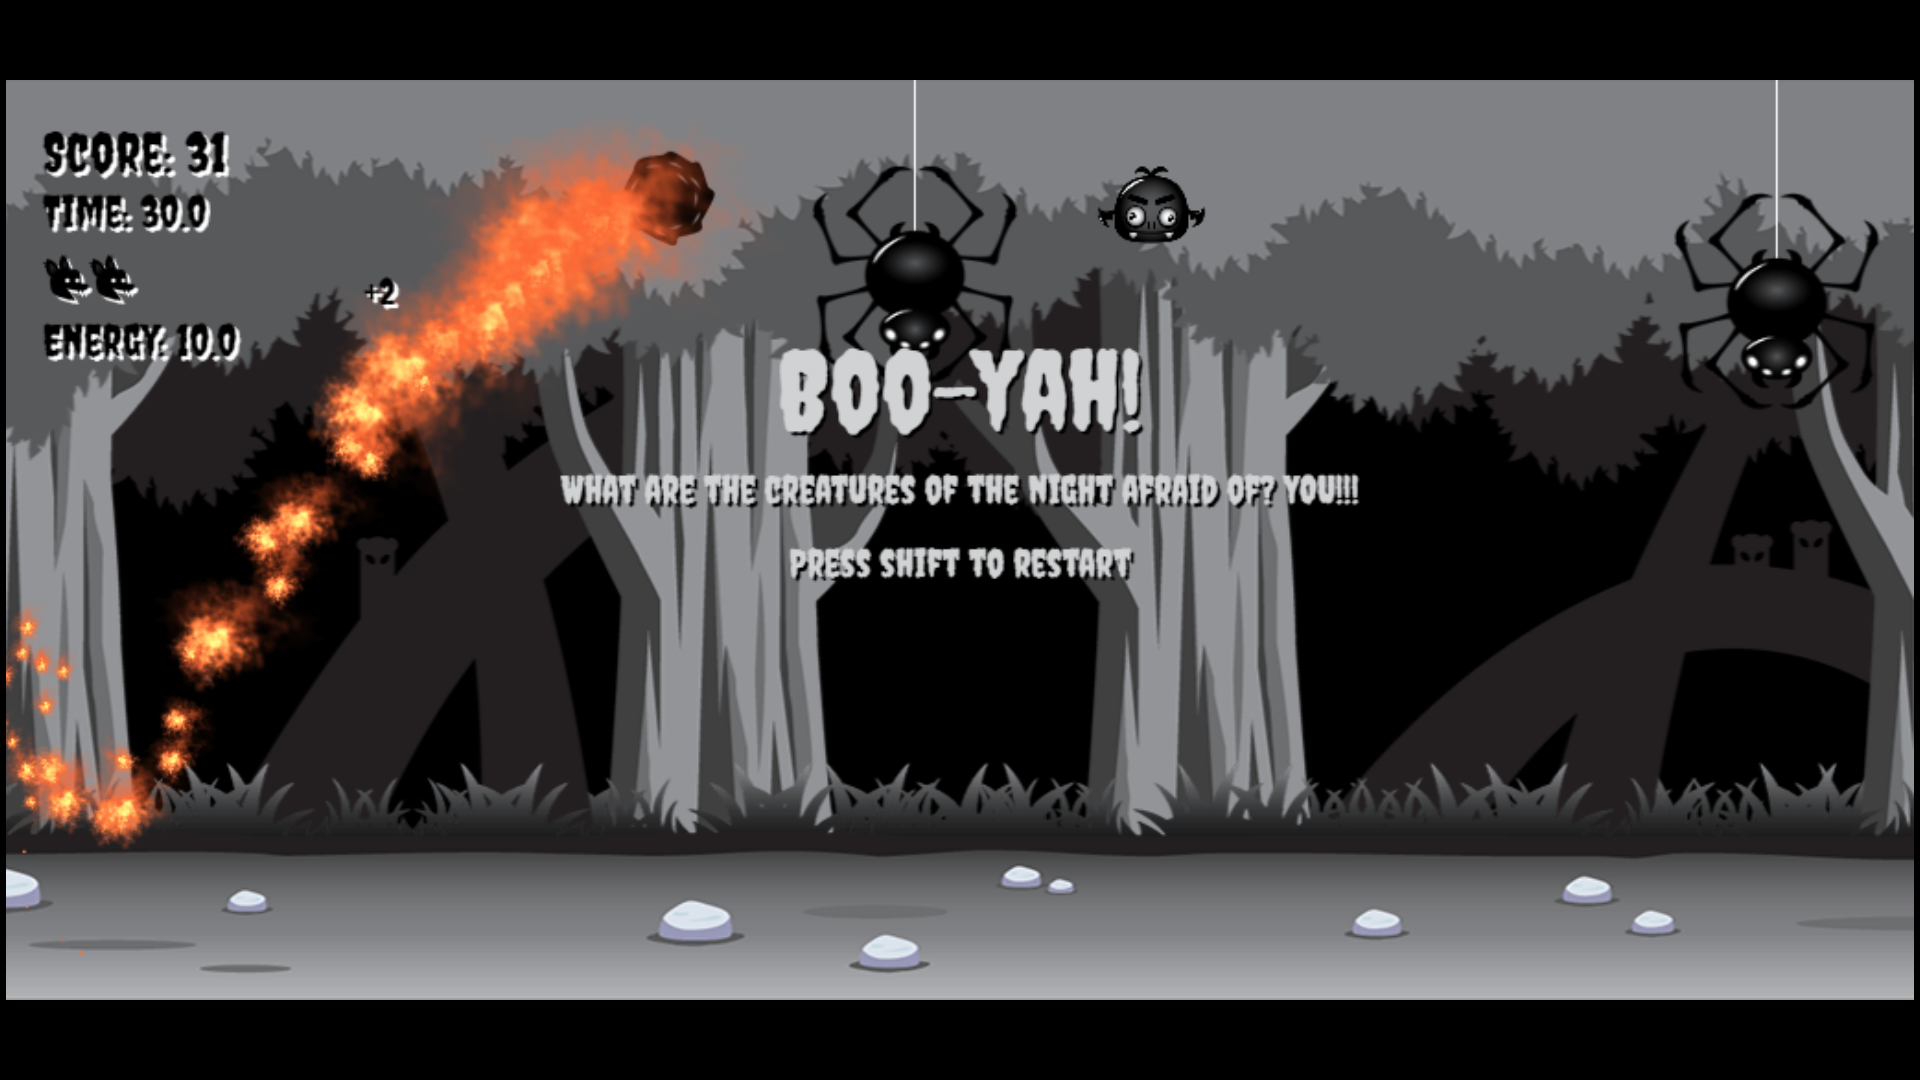 SCORE: 31
TIME: 30.0
+2
ENERGY: 10.0
BOO-YAH!
WHAT ARE THE CREATURES OF THE NIGHT AFRAID OF? YOU!!!
PRESS SHIFT TO RESTART